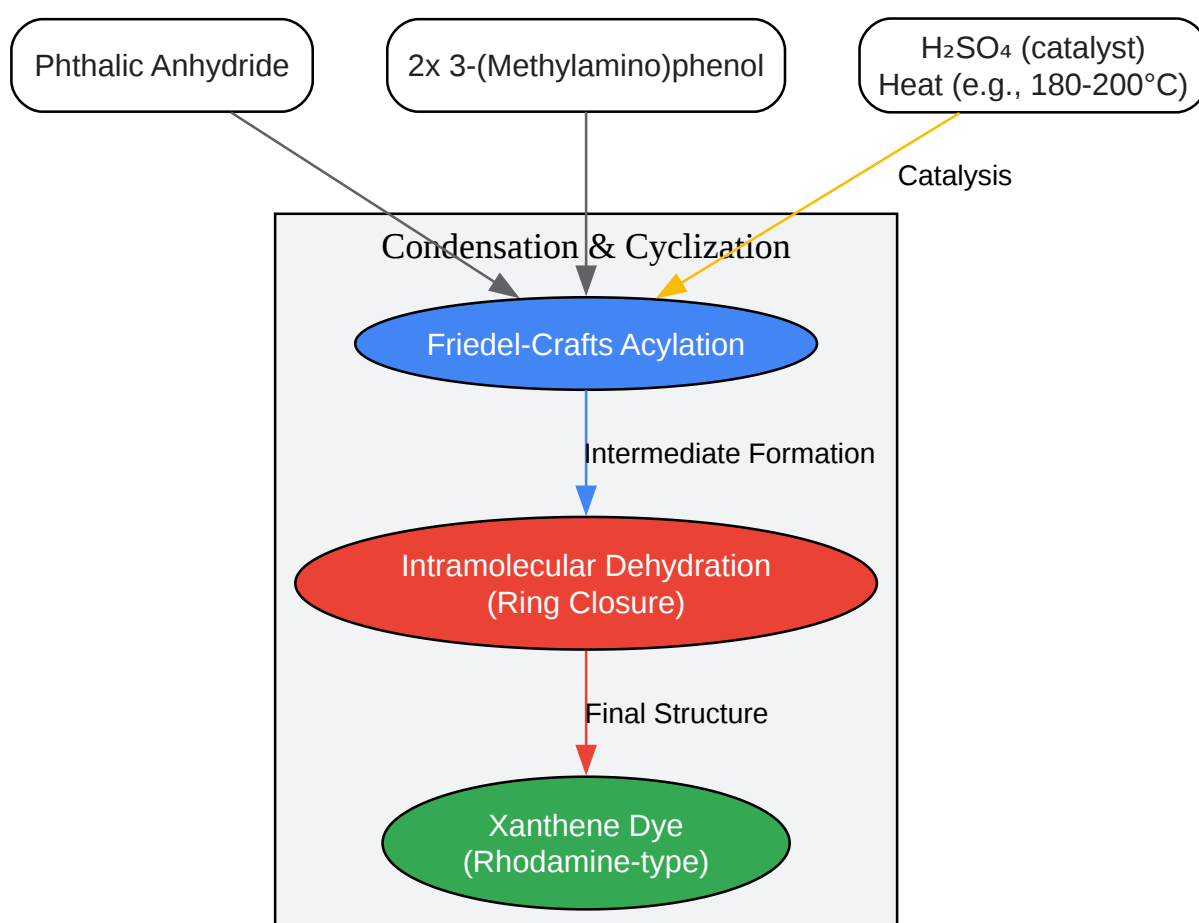 Phthalic Anhydride
2x 3-(Methylamino)phenol
H₂SO₄ (catalyst)
Heat (e.g., 180-200°C)
Catalysis
Condensation & Cyclization
Friedel-Crafts Acylation
Intermediate Formation
Intramolecular Dehydration
(Ring Closure)
Final Structure
Xanthene Dye
(Rhodamine-type)